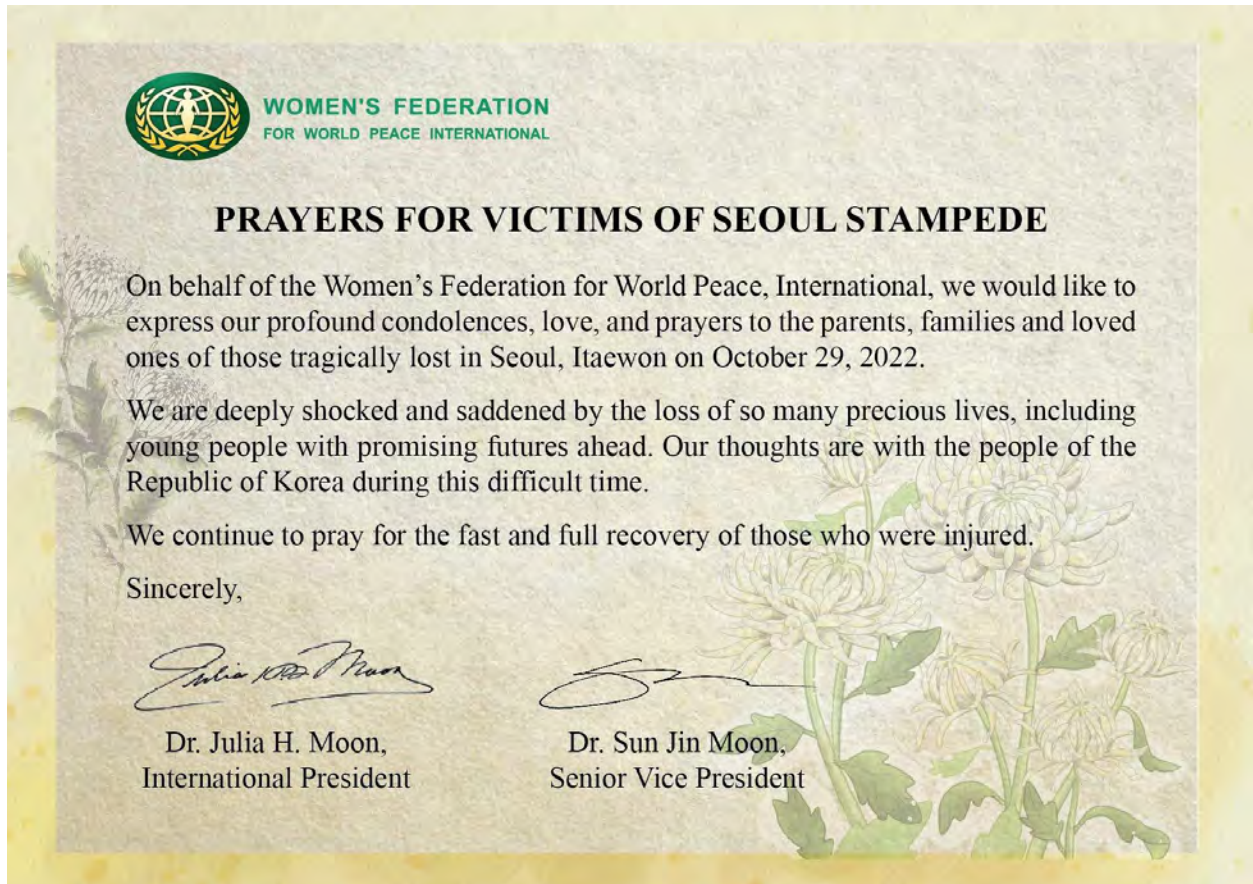 WOMEN'S FEDERATION
FOR WORLD PEACE INTERNATIONAL
PRAYERS FOR VICTIMS OF SEOUL STAMPEDE
On behalf of the Women's Federation for World Peace, International, we would like to
express our profound condolences, love, and prayers to the parents, families and loved
ones of those tragically lost in Seoul, Itaewon on October 29, 2022.
We are deeply shocked and saddened by the loss of so many precious lives, including
young people with promising futures ahead. Our thoughts are with the people of the
Republic of Korea during this difficult time.
We continue to pray for the fast and full recovery of those who were injured.
Sincerely,
Dr. Julia H. Moon,
International President
Dr. Sun Jin Moon,
Senior Vice President